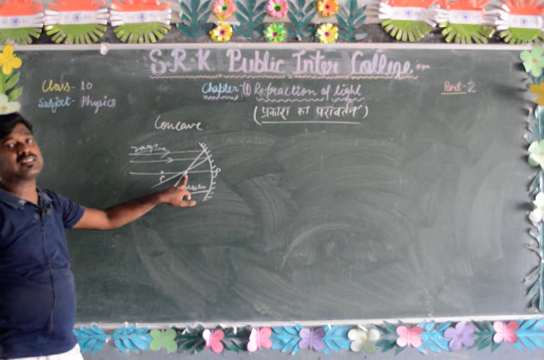 S.R.K. Public Inter College
Class - 10
Chapter - 10 Refraction of light
Part - 2
Subject - Physics
(प्रकाश का परावर्तन)
Concave
C
P